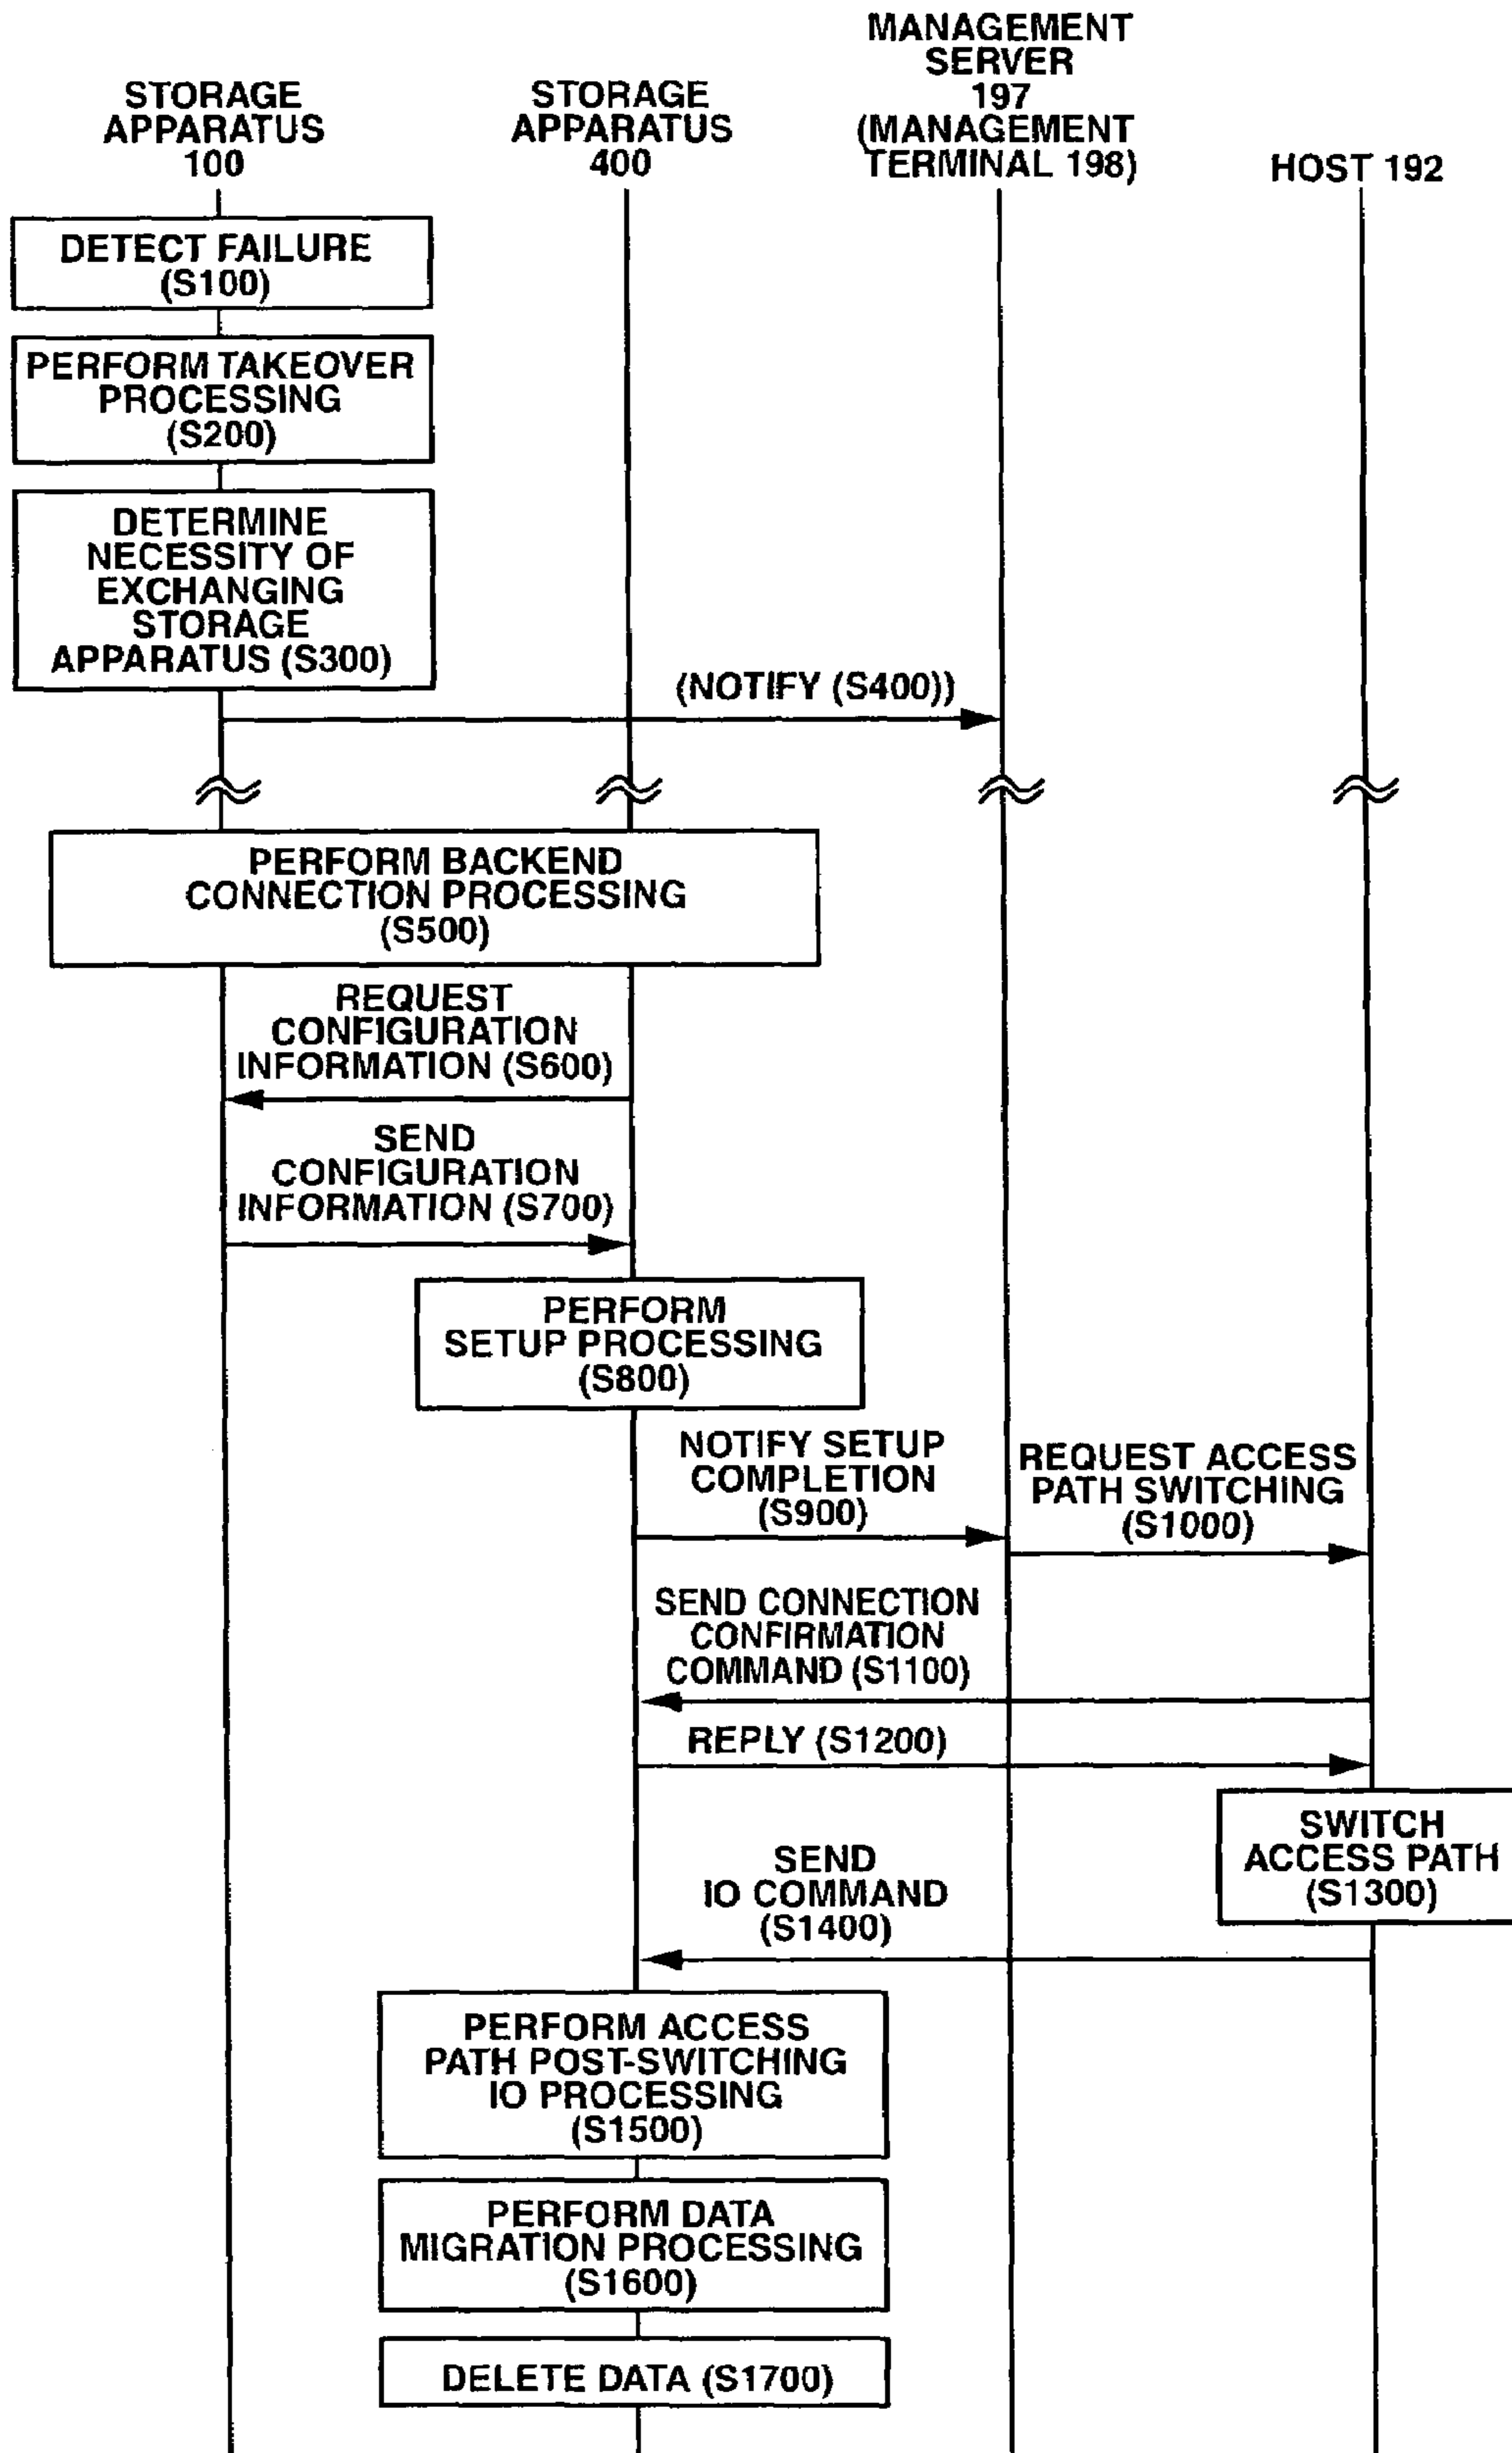 STORAGE
APPARATUS
100
STORAGE
APPARATUS
400
MANAGEMENT
SERVER
197
(MANAGEMENT
TERMINAL 198)
HOST 192
DETECT FAILURE
(S100)
PERFORM TAKEOVER
PROCESSING
(S200)
DETERMINE
NECESSITY OF
EXCHANGING
STORAGE
APPARATUS (S300)
(NOTIFY (S400))
PERFORM BACKEND
CONNECTION PROCESSING
(S500)
REQUEST
CONFIGURATION
INFORMATION (S600)
SEND
CONFIGURATION
INFORMATION (S700)
PERFORM
SETUP PROCESSING
(S800)
NOTIFY SETUP
COMPLETION
(S900)
REQUEST ACCESS
PATH SWITCHING
(S1000)
SEND CONNECTION
CONFIRMATION
COMMAND (S1100)
REPLY (S1200)
SWITCH
ACCESS PATH
(S1300)
SEND
IO COMMAND
(S1400)
PERFORM ACCESS
PATH POST-SWITCHING
IO PROCESSING
(S1500)
PERFORM DATA
MIGRATION PROCESSING
(S1600)
DELETE DATA (S1700)